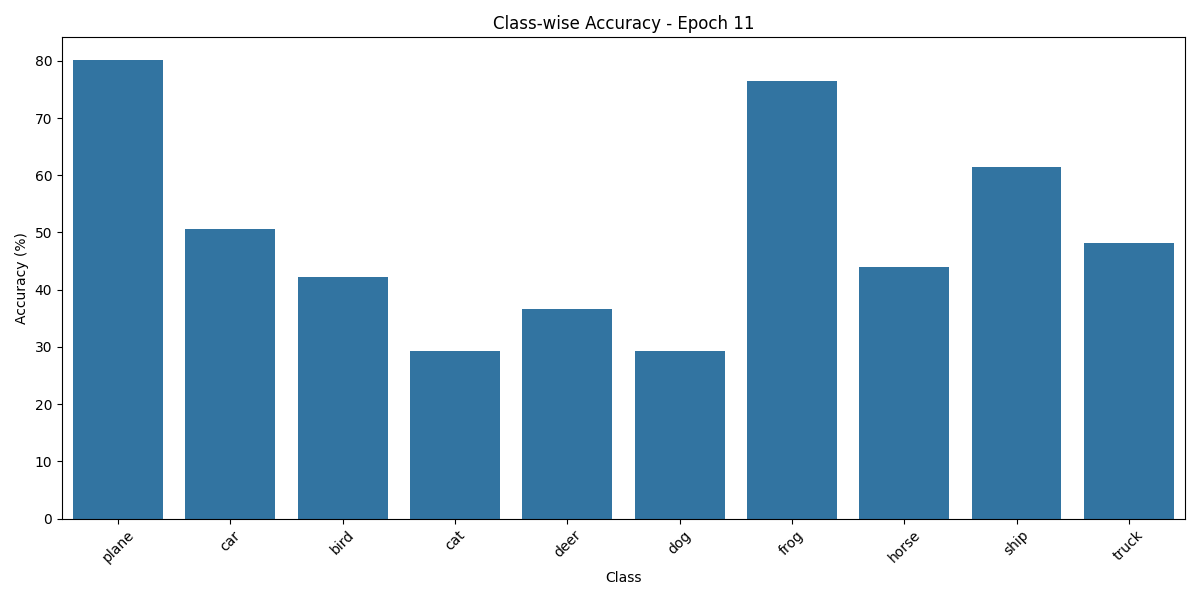 Class-wise Accuracy - Epoch 11
Accuracy (%)
80
70
60
50
40
30
20
10
0
plane
car
bird
cat
deer
dog
frog
horse
ship
truck
Class